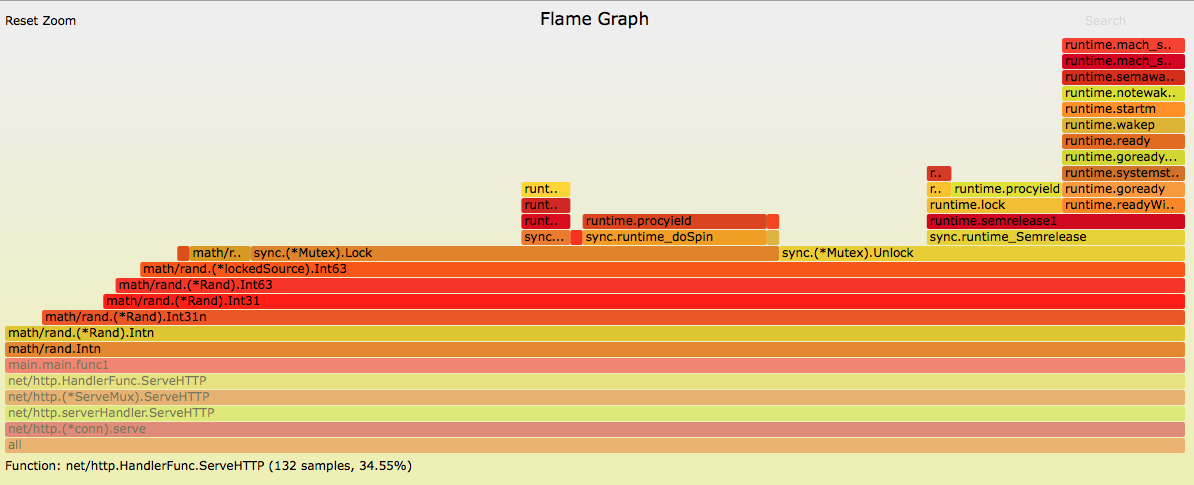 Reset Zoom Flame Graph Search
runtime.mach_s..
runtime.mach_s..
runtime.semawa..
runtime.notewak..
runtime.startm
runtime.wakep
runtime.ready
runtime.goready...
r.. runtime.systemst..
runt.. r.. runtime.procyield runtime.goready
runt.. runtime.lock runtime.readyWi..
runt.. runtime.procyield runtime.semrelease1
sync... sync.runtime_doSpin sync.runtime_Semrelease
math/r.. sync.(*Mutex).Lock sync.(*Mutex).Unlock
math/rand.(*lockedSource).Int63
math/rand.(*Rand).Int63
math/rand.(*Rand).Int31
math/rand.(*Rand).Int31n
math/rand.(*Rand).Intn
math/rand.Intn
main.main.func1
net/http.HandlerFunc.ServeHTTP
net/http.(*ServeMux).ServeHTTP
net/http.serverHandler.ServeHTTP
net/http.(*conn).serve
all
Function: net/http.HandlerFunc.ServeHTTP (132 samples, 34.55%)